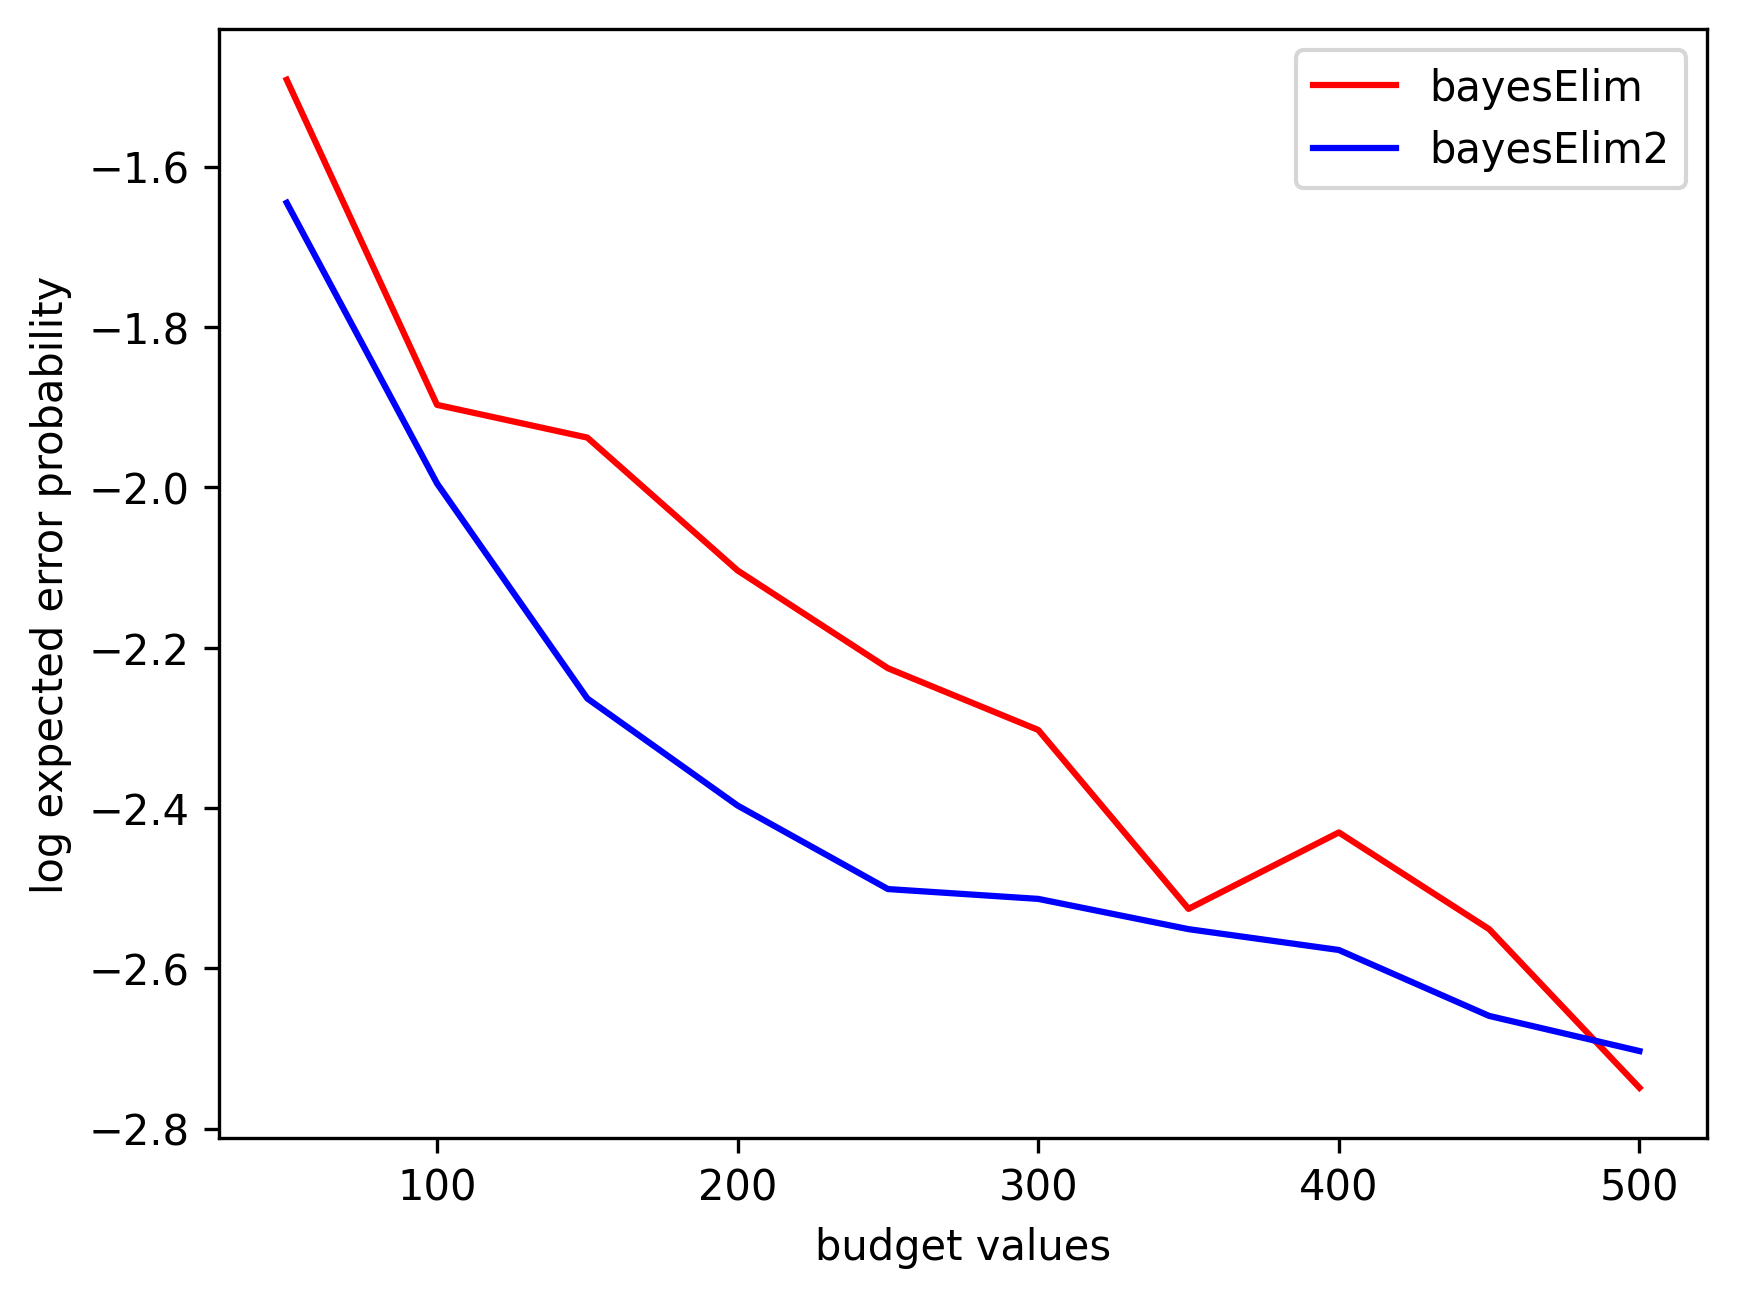 bayesElim
bayesElim2
log expected error probability
−1.6
−1.8
−2.0
−2.2
−2.4
−2.6
−2.8
100 200 300 400 500
budget values